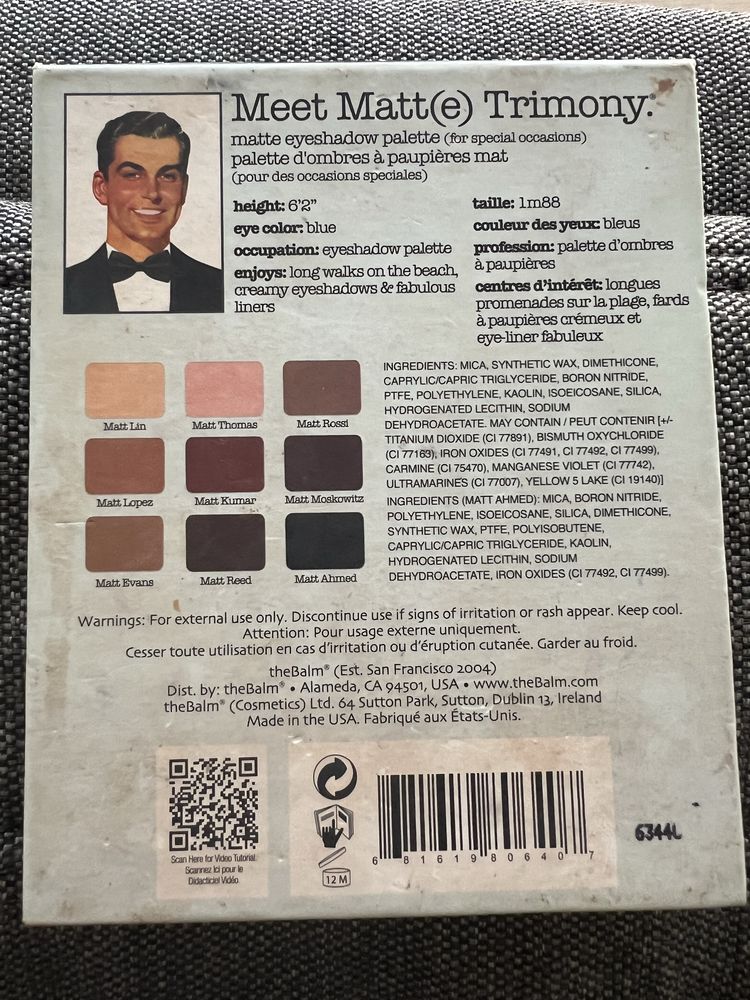 Meet Matt(e) Trimony.®
matte eyeshadow palette (for special occasions)
palette d'ombres à paupières mat
(pour des occasions speciales)
height: 6'2"
eye color: blue
occupation: eyeshadow palette
enjoys: long walks on the beach,
creamy eyeshadows & fabulous
liners
taille: 1m88
couleur des yeux: bleus
profession: palette d'ombres
à paupières
centres d'intérêt: longues
promenades sur la plage, fards
à paupières crémeux et
eye-liner fabuleux
Matt Lin
Matt Thomas
Matt Rossi
Matt Lopez
Matt Kumar
Matt Moskowitz
Matt Evans
Matt Reed
Matt Ahmed
INGREDIENTS: MICA, SYNTHETIC WAX, DIMETHICONE,
CAPRYLIC/CAPRIC TRIGLYCERIDE, BORON NITRIDE,
PTFE, POLYETHYLENE, KAOLIN, ISOEICOSANE, SILICA,
HYDROGENATED LECITHIN, SODIUM
DEHYDROACETATE. MAY CONTAIN / PEUT CONTENIR [+/-
TITANIUM DIOXIDE (CI 77891), BISMUTH OXYCHLORIDE
(CI 77163), IRON OXIDES (CI 77491, CI 77492, CI 77499),
CARMINE (CI 75470), MANGANESE VIOLET (CI 77742),
ULTRAMARINES (CI 77007), YELLOW 5 LAKE (CI 19140)]
INGREDIENTS (MATT AHMED): MICA, BORON NITRIDE,
POLYETHYLENE, ISOEICOSANE, SILICA, DIMETHICONE,
SYNTHETIC WAX, PTFE, POLYISOBUTENE,
CAPRYLIC/CAPRIC TRIGLYCERIDE, KAOLIN,
HYDROGENATED LECITHIN, SODIUM
DEHYDROACETATE, IRON OXIDES (CI 77492, CI 77499).
Warnings: For external use only. Discontinue use if signs of irritation or rash appear. Keep cool.
Attention: Pour usage externe uniquement.
Cesser toute utilisation en cas d'irritation ou d'éruption cutanée. Garder au froid.
theBalm® (Est. San Francisco 2004)
Dist. by: theBalm® • Alameda, CA 94501, USA • www.theBalm.com
theBalm® (Cosmetics) Ltd. 64 Sutton Park, Sutton, Dublin 13, Ireland
Made in the USA. Fabriqué aux États-Unis.
Scan Here for Video Tutorial.
Scannez Ici pour le
Didacticiel Vidéo
12 M
6 81619 80640 7
6344L